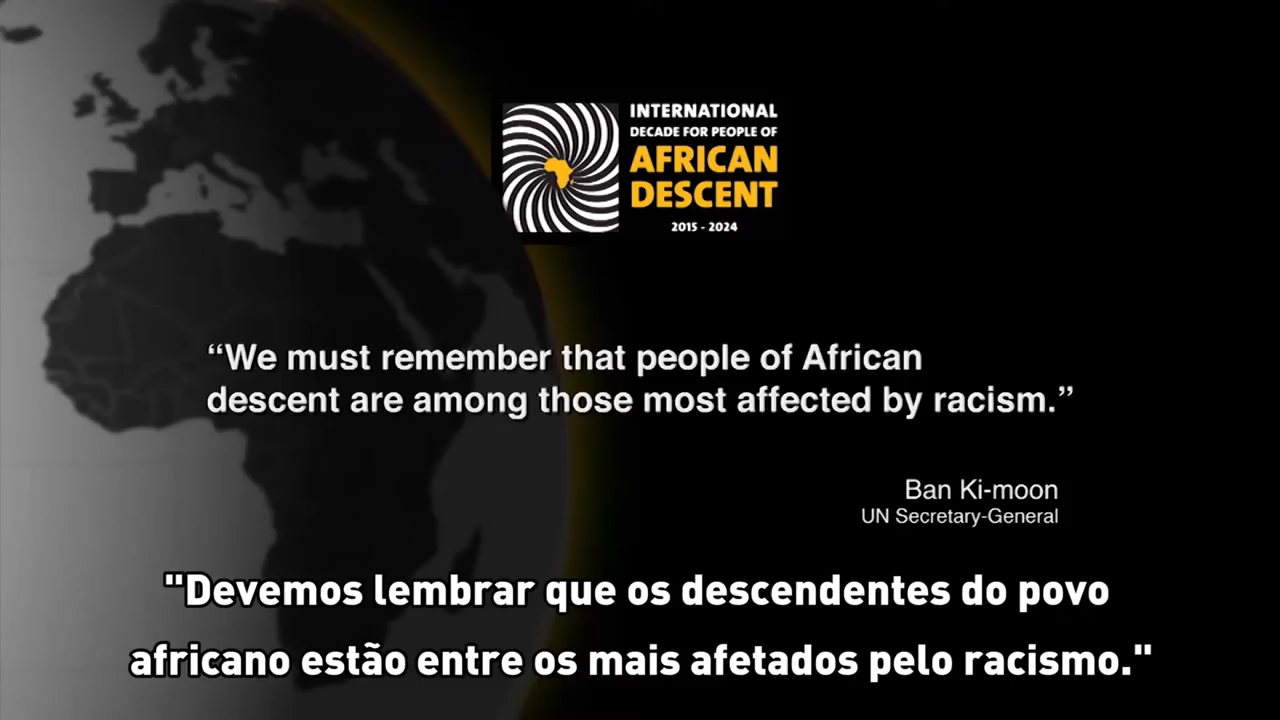 INTERNATIONAL
DECADE FOR PEOPLE OF
AFRICAN
DESCENT
2015 - 2024
“We must remember that people of African
descent are among those most affected by racism.”
Ban Ki-moon
UN Secretary-General
"Devemos lembrar que os descendentes do povo
africano estão entre os mais afetados pelo racismo."